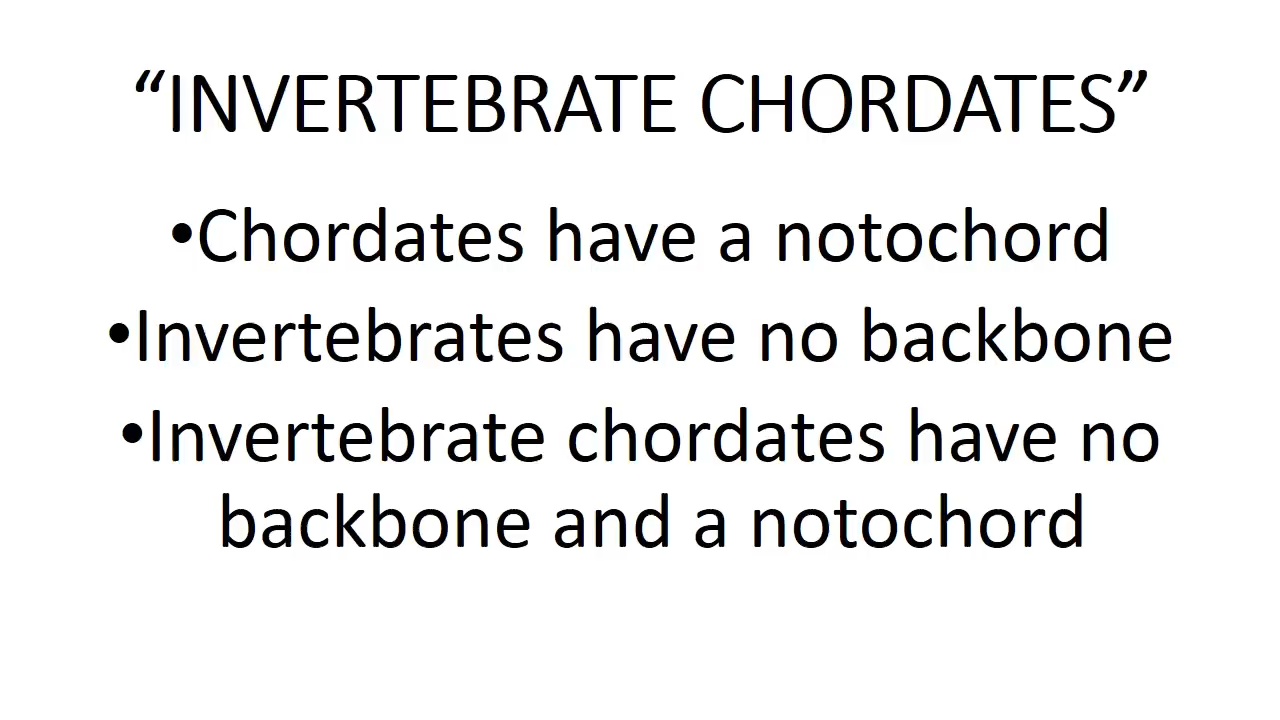 “INVERTEBRATE CHORDATES”
•Chordates have a notochord
•Invertebrates have no backbone
•Invertebrate chordates have no
backbone and a notochord